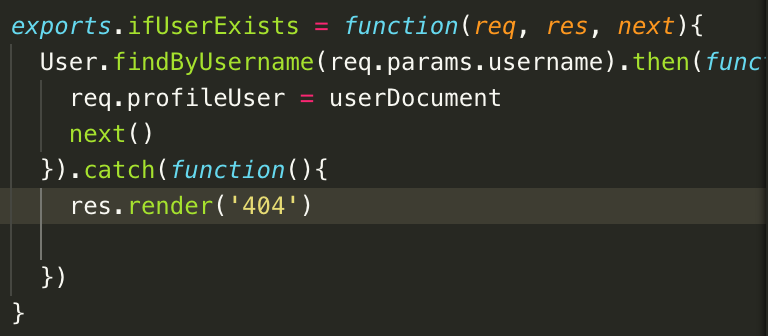 exports.ifUserExists = function(req, res, next){
  User.findByUsername(req.params.username).then(func
    req.profileUser = userDocument
    next()
  }).catch(function(){
    res.render('404')
  })
}